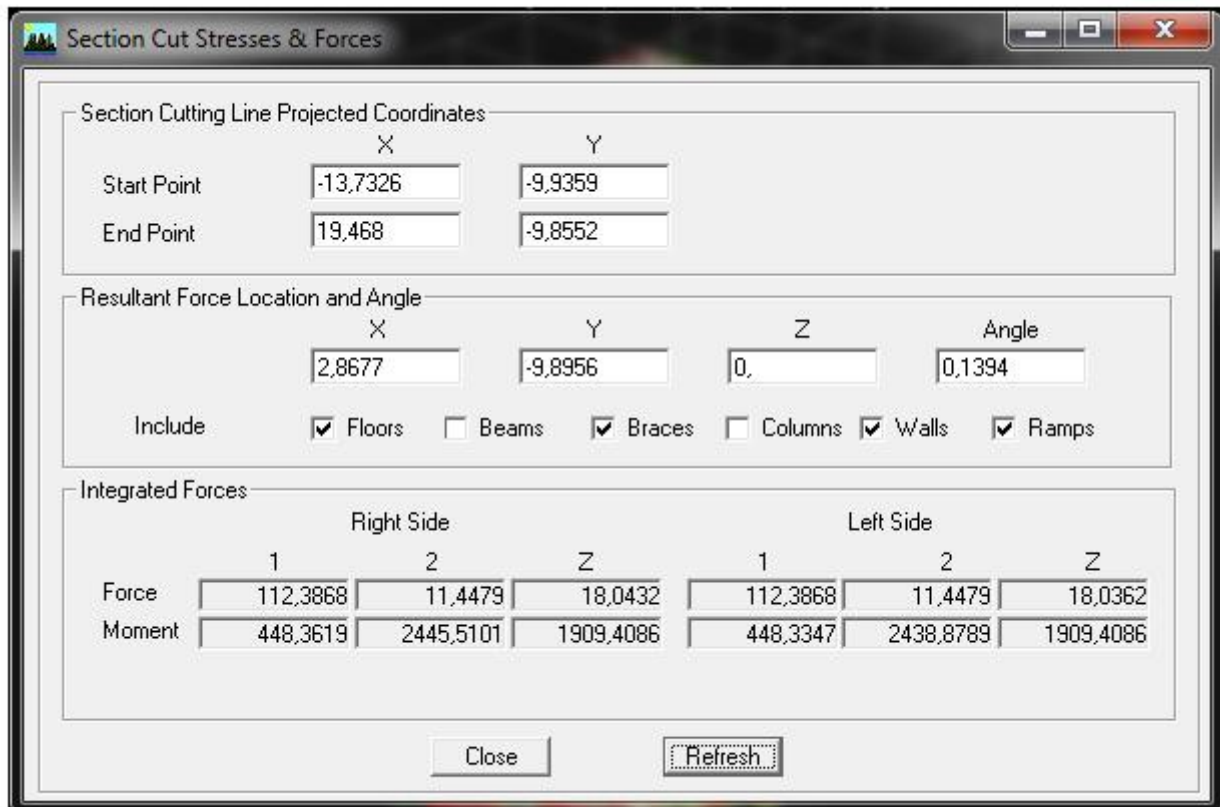 Section Cut Stresses & Forces
Section Cutting Line Projected Coordinates
X Y
Start Point -13,7326 -9,9359
End Point 19,468 -9,8552
Resultant Force Location and Angle
X Y Z Angle
2,8677 -9,8956 0, 0,1394
Include Floors Beams Braces Columns Walls Ramps
Integrated Forces
Right Side Left Side
1 2 Z 1 2 Z
Force 112,3868 11,4479 18,0432 112,3868 11,4479 18,0362
Moment 448,3619 2445,5101 1909,4086 448,3347 2438,8789 1909,4086
Close Refresh